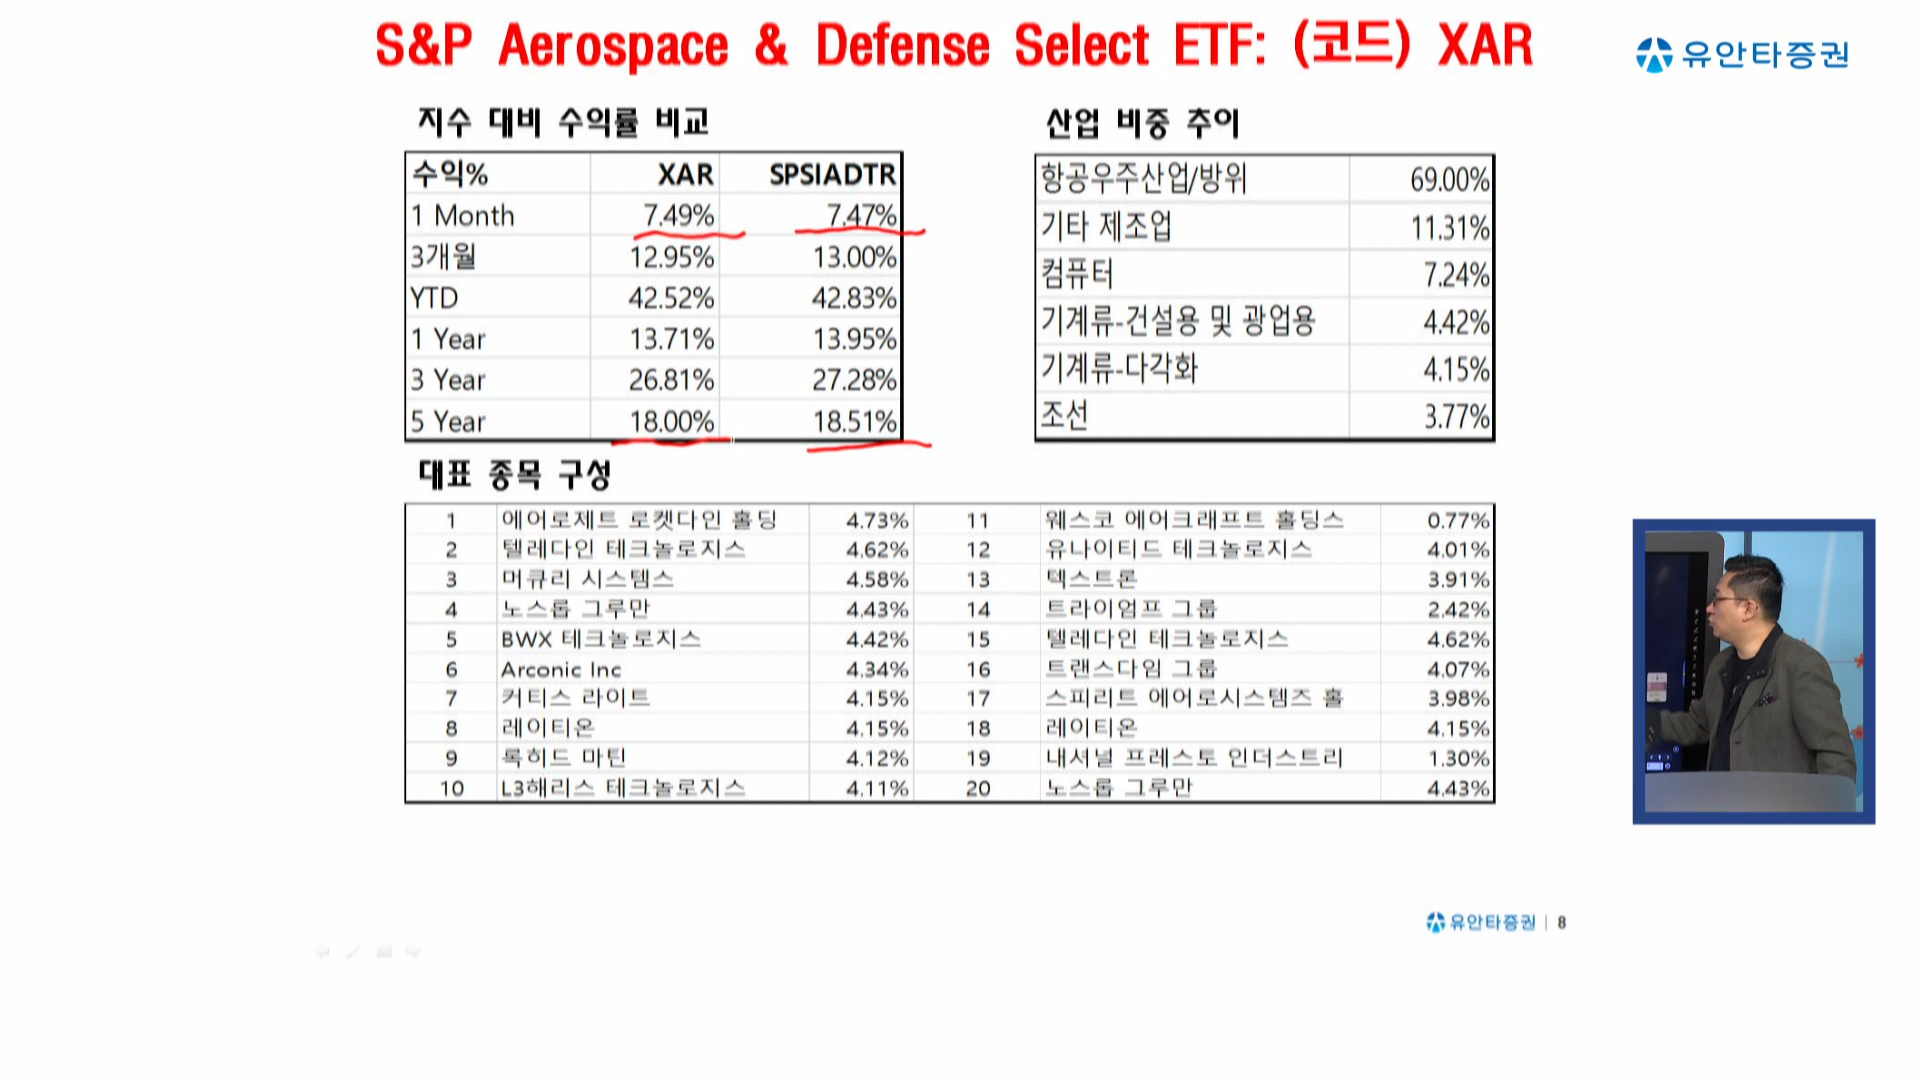 S&P Aerospace & Defense Select ETF: (코드) XAR
유안타증권
지수 대비 수익률 비교
수익% XAR SPSIADTR
1 Month 7.49% 7.47%
3개월 12.95% 13.00%
YTD 42.52% 42.83%
1 Year 13.71% 13.95%
3 Year 26.81% 27.28%
5 Year 18.00% 18.51%
산업 비중 추이
항공우주산업/방위 69.00%
기타 제조업 11.31%
컴퓨터 7.24%
기계류-건설용 및 광업용 4.42%
기계류-다각화 4.15%
조선 3.77%
대표 종목 구성
1 에어로제트 로켓다인 홀딩 4.73% 11 웨스코 에어크래프트 홀딩스 0.77%
2 텔레다인 테크놀로지스 4.62% 12 유나이티드 테크놀로지스 4.01%
3 머큐리 시스템스 4.58% 13 텍스트론 3.91%
4 노스롭 그루만 4.43% 14 트라이엄프 그룹 2.42%
5 BWX 테크놀로지스 4.42% 15 텔레다인 테크놀로지스 4.62%
6 Arconic Inc 4.34% 16 트랜스다임 그룹 4.07%
7 커티스 라이트 4.15% 17 스피리트 에어로시스템즈 홀 3.98%
8 레이티온 4.15% 18 레이티온 4.15%
9 록히드 마틴 4.12% 19 내셔널 프레스토 인더스트리 1.30%
10 L3해리스 테크놀로지스 4.11% 20 노스롭 그루만 4.43%
유안타증권 | 8